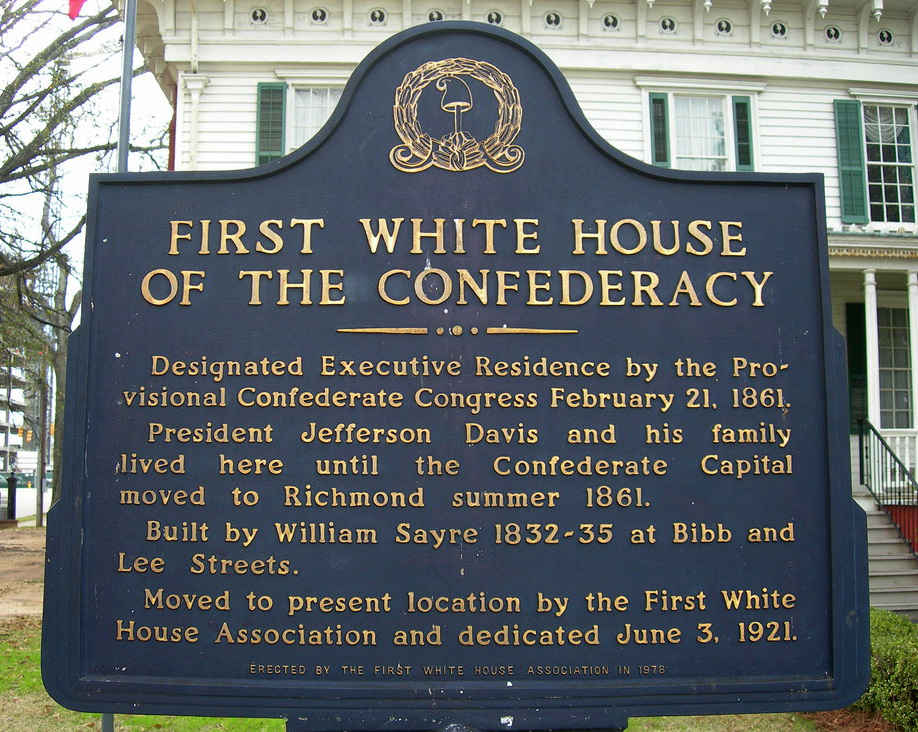 FIRST WHITE HOUSE
OF THE CONFEDERACY
Designated Executive Residence by the Pro-
visional Confederate Congress February 21, 1861.
President Jefferson Davis and his family
lived here until the Confederate Capital
moved to Richmond summer 1861.
Built by William Sayre 1832-35 at Bibb and
Lee Streets.
Moved to present location by the First White
House Association and dedicated June 3, 1921.
ERECTED BY THE FIRST WHITE HOUSE ASSOCIATION IN 1978